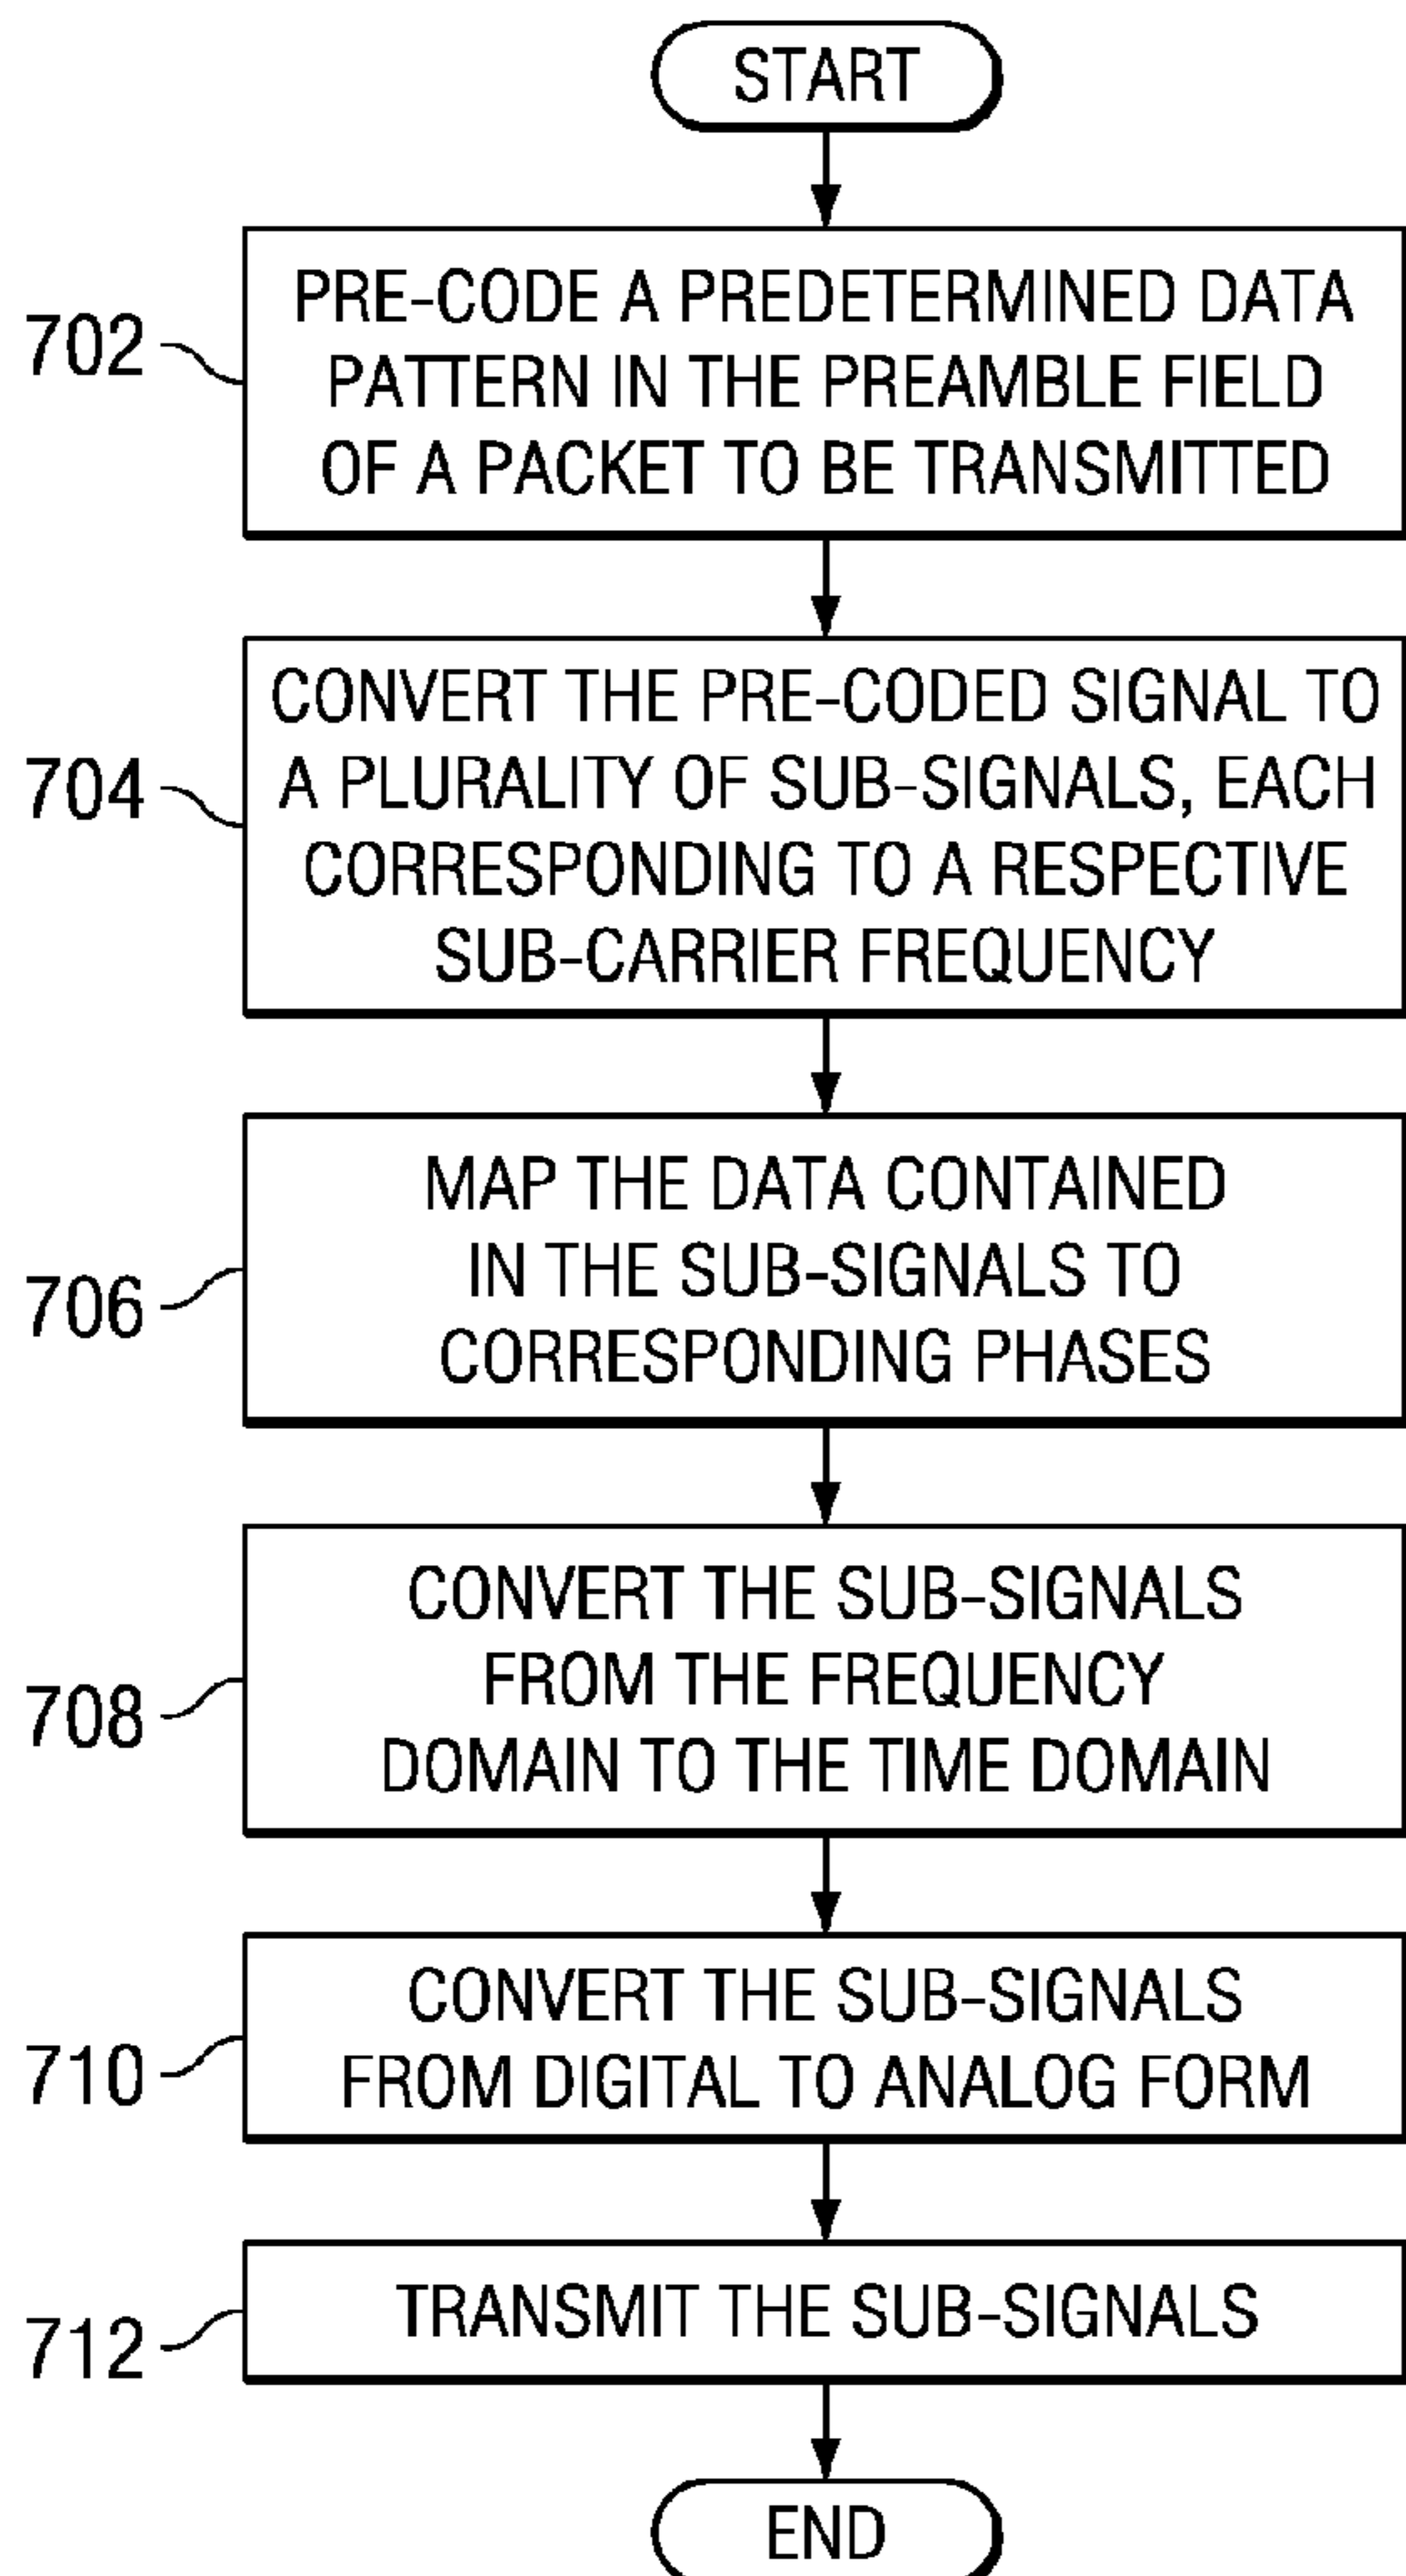 START
702
PRE-CODE A PREDETERMINED DATA
PATTERN IN THE PREAMBLE FIELD
OF A PACKET TO BE TRANSMITTED
704
CONVERT THE PRE-CODED SIGNAL TO
A PLURALITY OF SUB-SIGNALS, EACH
CORRESPONDING TO A RESPECTIVE
SUB-CARRIER FREQUENCY
706
MAP THE DATA CONTAINED
IN THE SUB-SIGNALS TO
CORRESPONDING PHASES
708
CONVERT THE SUB-SIGNALS
FROM THE FREQUENCY
DOMAIN TO THE TIME DOMAIN
710
CONVERT THE SUB-SIGNALS
FROM DIGITAL TO ANALOG FORM
712
TRANSMIT THE SUB-SIGNALS
END